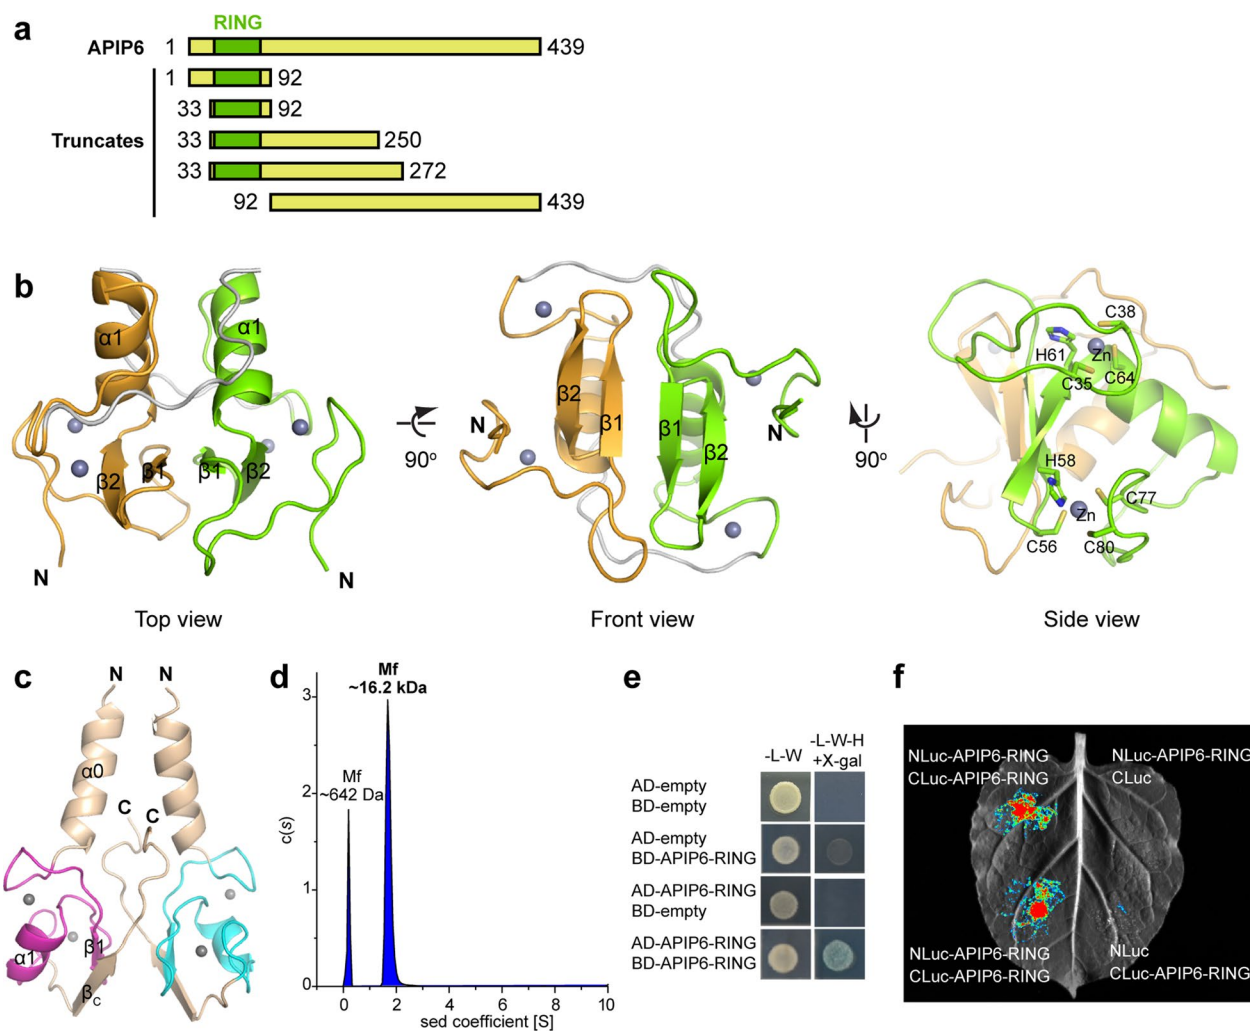 a
RING
APIP6 1 439
1 92
33 92
Truncates 33 250
33 272
92 439
b
α1 α1
β2 β1 β1 β2
N N
Top view
90°
β2 β1 β1 β2
N N
Front view
90°
C38
H61 Zn
C35 C64
H58
C77
Zn
C56 C80
Side view
c
N N
α0
C C
α1 β1
βC
d
Mf
~16.2 kDa
Mf
~642 Da
c(s)
3
2
1
0
0 2 4 6 8 10
sed coefficient [S]
e
-L-W -L-W-H
+X-gal
AD-empty
BD-empty
AD-empty
BD-APIP6-RING
AD-APIP6-RING
BD-empty
AD-APIP6-RING
BD-APIP6-RING
f
NLuc-APIP6-RING NLuc-APIP6-RING
CLuc-APIP6-RING CLuc
NLuc-APIP6-RING NLuc
CLuc-APIP6-RING CLuc-APIP6-RING